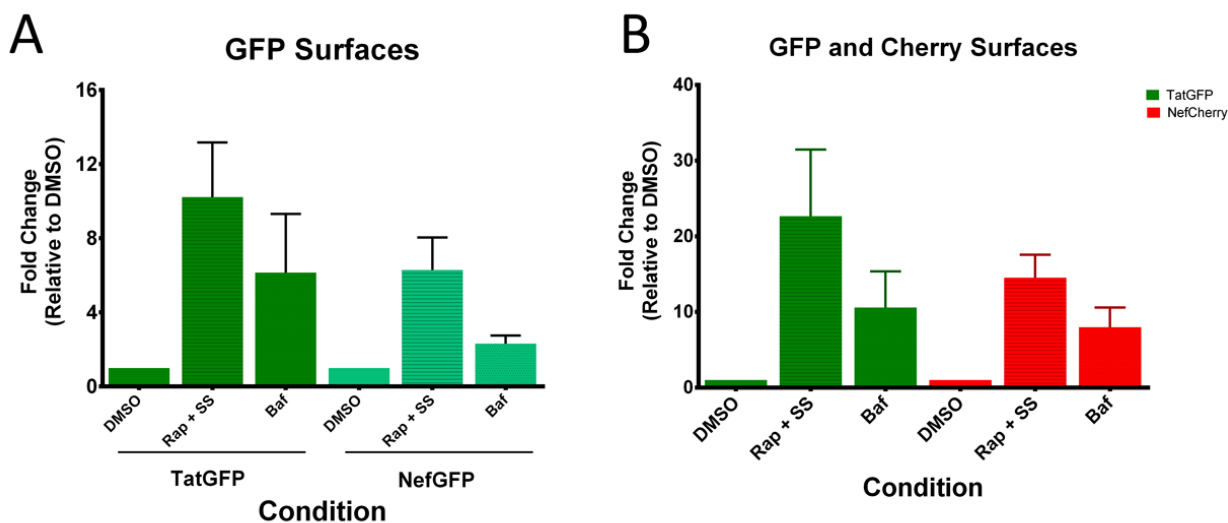 A
GFP Surfaces
Fold Change
(Relative to DMSO)
16
12
8
4
0
DMSO
Rap + SS
Baf
DMSO
Rap + SS
Baf
TatGFP
NefGFP
Condition
B
GFP and Cherry Surfaces
Fold Change
(Relative to DMSO)
40
30
20
10
0
DMSO
Rap + SS
Baf
DMSO
Rap + SS
Baf
Condition
TatGFP
NefCherry